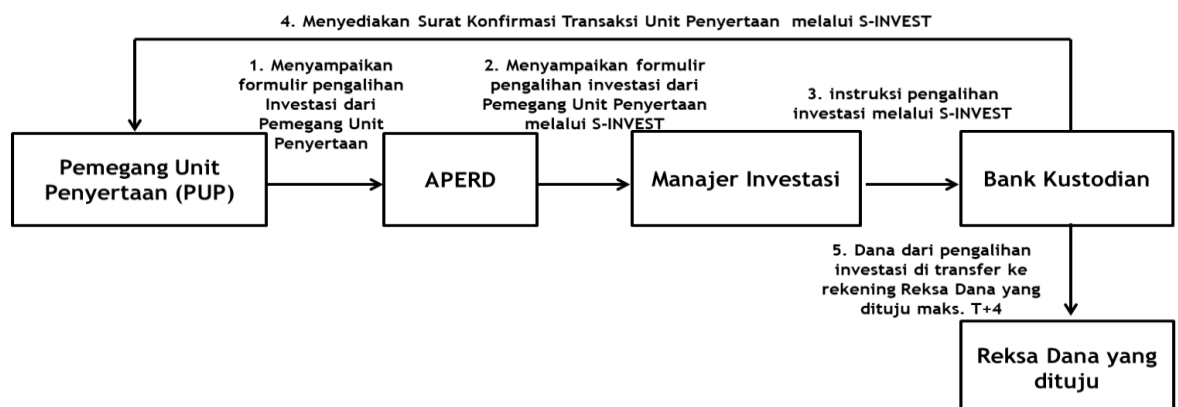 4. Menyediakan Surat Konfirmasi Transaksi Unit Penyertaan melalui S-INVEST
1. Menyampaikan
formulir pengalihan
Investasi dari
Pemegang Unit
Penyertaan
2. Menyampaikan formulir
pengalihan investasi dari
Pemegang Unit Penyertaan
melalui S-INVEST
3. instruksi pengalihan
investasi melalui S-INVEST
Pemegang Unit
Penyertaan (PUP)
APERD
Manajer Investasi
Bank Kustodian
5. Dana dari pengalihan
investasi di transfer ke
rekening Reksa Dana yang
dituju maks. T+4
Reksa Dana yang
dituju